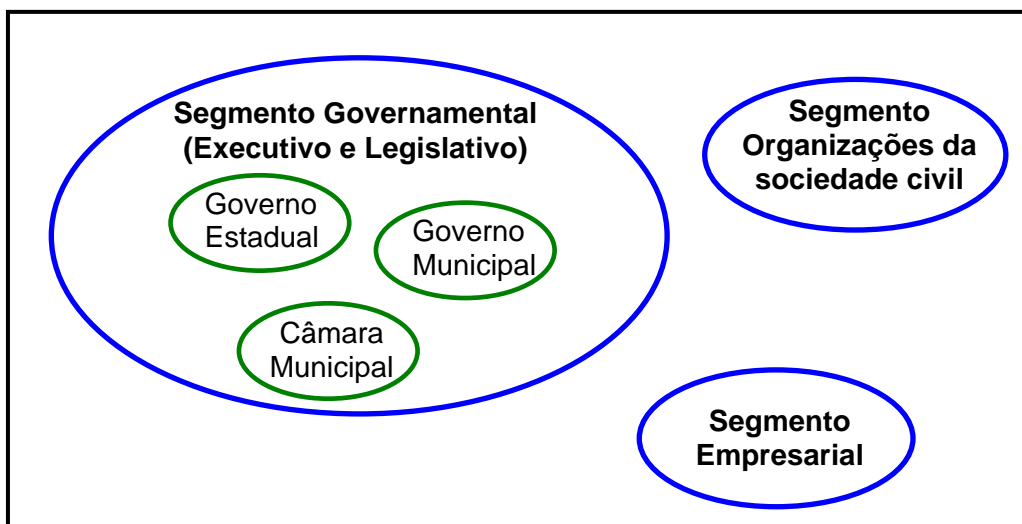 Segmento Governamental
(Executivo e Legislativo)
Governo
Estadual
Governo
Municipal
Câmara
Municipal
Segmento
Organizações da
sociedade civil
Segmento
Empresarial